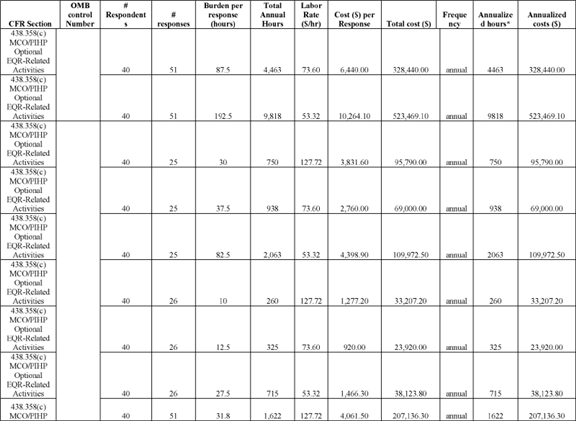 CFR Section | OMB control Number | # Respondents | # responses | Burden per response (hours) | Total Annual Hours | Labor Rate ($/hr) | Cost ($) per Response | Total cost ($) | Frequency | Annualized hours* | Annualized costs ($)
438.358(c) MCO/PIHP Optional EQR-Related Activities | 40 | 51 | 87.5 | 4,463 | 73.60 | 6,440.00 | 328,440.00 | annual | 4463 | 328,440.00
438.358(c) MCO/PIHP Optional EQR-Related Activities | 40 | 51 | 192.5 | 9,818 | 53.32 | 10,264.10 | 523,469.10 | annual | 9818 | 523,469.10
438.358(c) MCO/PIHP Optional EQR-Related Activities | 40 | 25 | 30 | 750 | 127.72 | 3,831.60 | 95,790.00 | annual | 750 | 95,790.00
438.358(c) MCO/PIHP Optional EQR-Related Activities | 40 | 25 | 37.5 | 938 | 73.60 | 2,760.00 | 69,000.00 | annual | 938 | 69,000.00
438.358(c) MCO/PIHP Optional EQR-Related Activities | 40 | 25 | 82.5 | 2,063 | 53.32 | 4,398.90 | 109,972.50 | annual | 2063 | 109,972.50
438.358(c) MCO/PIHP Optional EQR-Related Activities | 40 | 26 | 10 | 260 | 127.72 | 1,277.20 | 33,207.20 | annual | 260 | 33,207.20
438.358(c) MCO/PIHP Optional EQR-Related Activities | 40 | 26 | 12.5 | 325 | 73.60 | 920.00 | 23,920.00 | annual | 325 | 23,920.00
438.358(c) MCO/PIHP Optional EQR-Related Activities | 40 | 26 | 27.5 | 715 | 53.32 | 1,466.30 | 38,123.80 | annual | 715 | 38,123.80
438.358(c) MCO/PIHP | 40 | 51 | 31.8 | 1,622 | 127.72 | 4,061.50 | 207,136.30 | annual | 1622 | 207,136.30